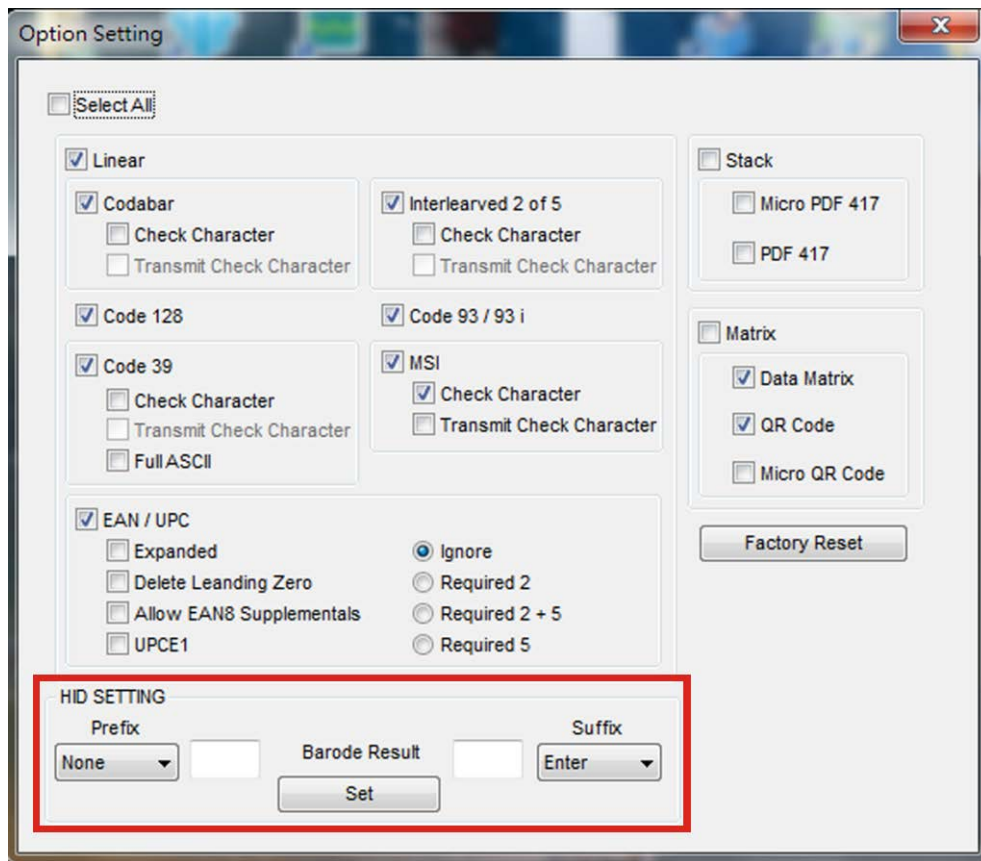 Option Setting
Select All
Linear
Codabar
Check Character
Transmit Check Character
Interlearved 2 of 5
Check Character
Transmit Check Character
Code 128
Code 93 / 93 i
Code 39
Check Character
Transmit Check Character
Full ASCII
MSI
Check Character
Transmit Check Character
EAN / UPC
Expanded
Delete Leanding Zero
Allow EAN8 Supplementals
UPCE1
Ignore
Required 2
Required 2 + 5
Required 5
Stack
Micro PDF 417
PDF 417
Matrix
Data Matrix
QR Code
Micro QR Code
Factory Reset
HID SETTING
Prefix
None
Barode Result
Set
Suffix
Enter